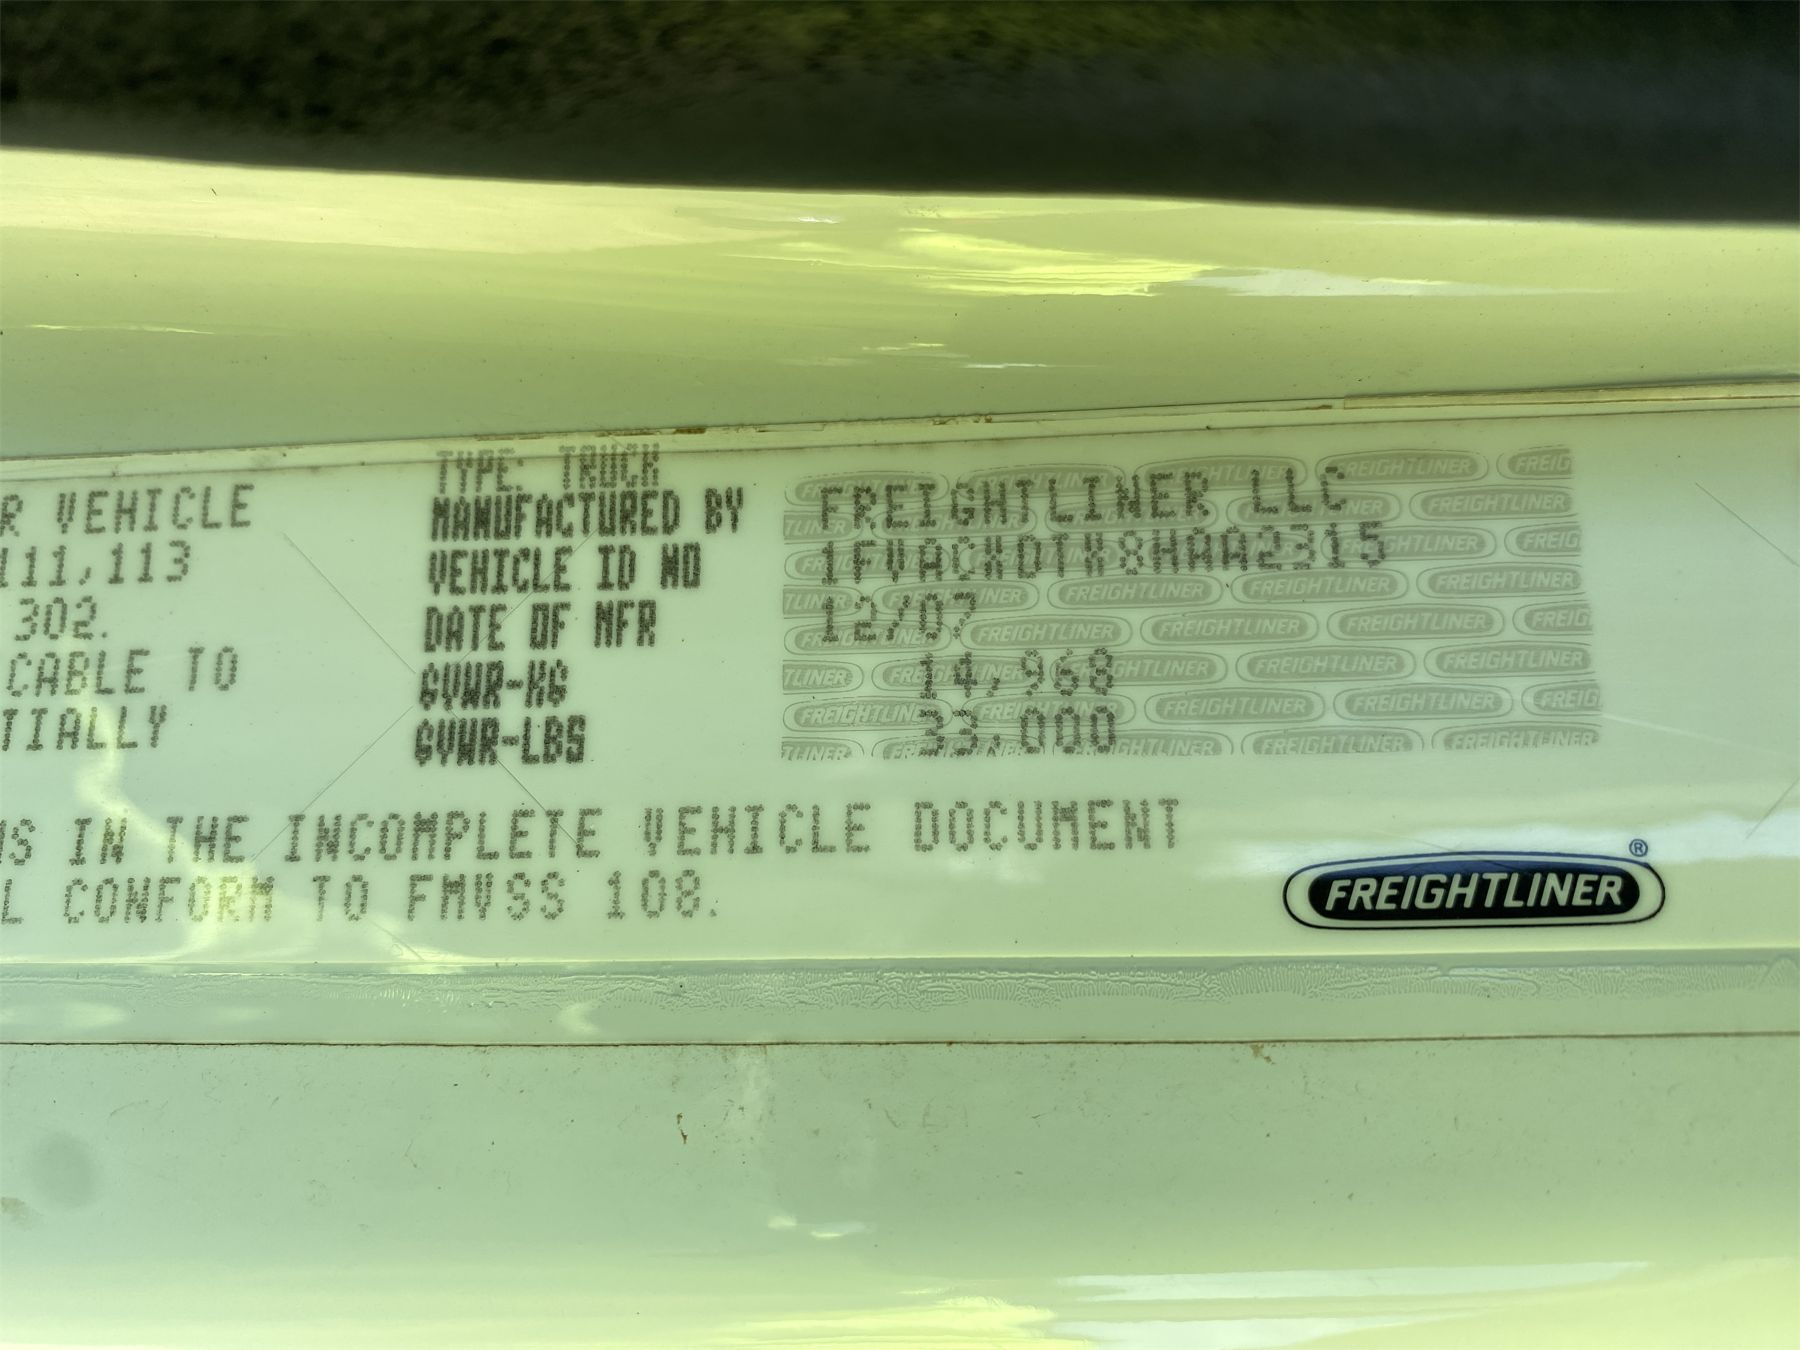 TYPE: TRUCK
R VEHICLE MANUFACTURED BY FREIGHTLINER LLC
111,113 VEHICLE ID NO 1FVACXDTX8HAA2315
302. DATE OF MFR 12/07
CABLE TO GVWR-KG 14,968
TIALLY GVWR-LBS 33,000
NS IN THE INCOMPLETE VEHICLE DOCUMENT
L CONFORM TO FMVSS 108.
FREIGHTLINER ®